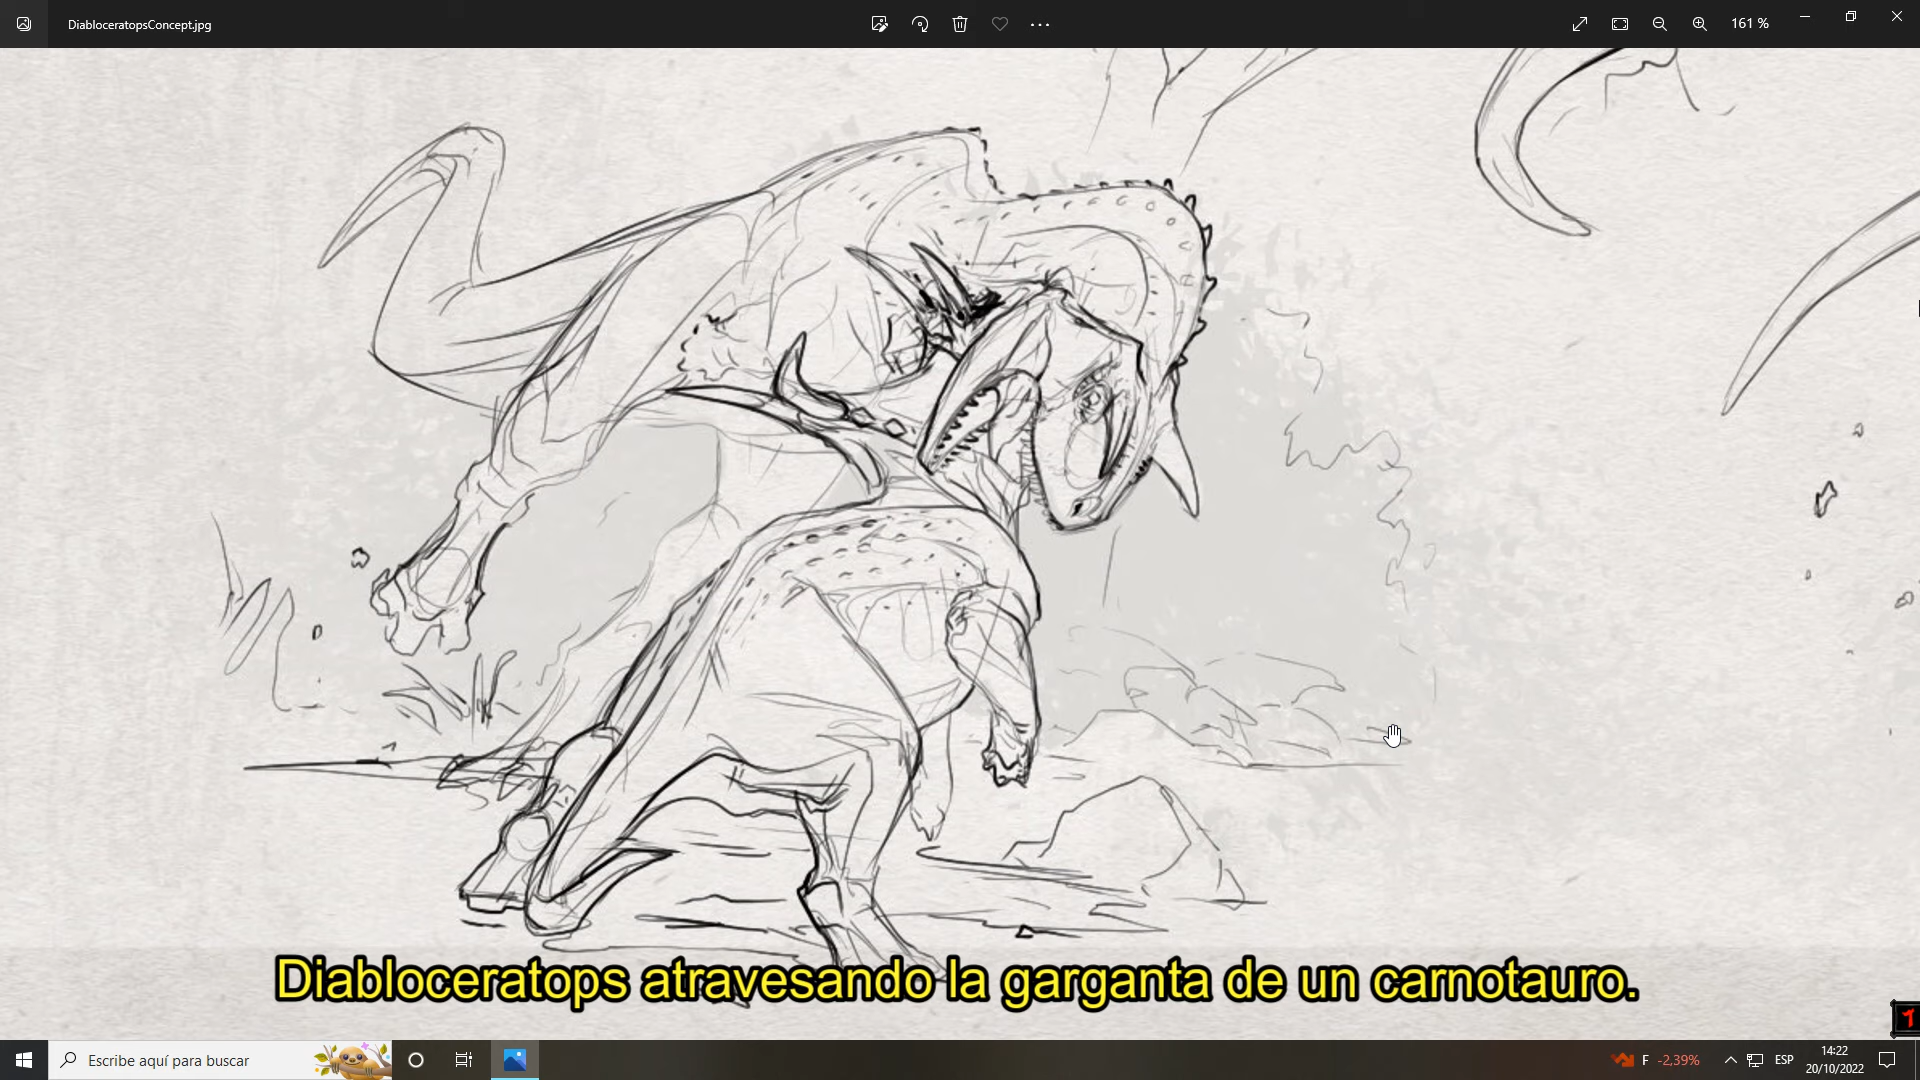 DiabloceratopsConcept.jpg
161 %
Diabloceratops atravesando la garganta de un carnotauro.
Escribe aquí para buscar
F -2,39%
ESP
14:22
20/10/2022